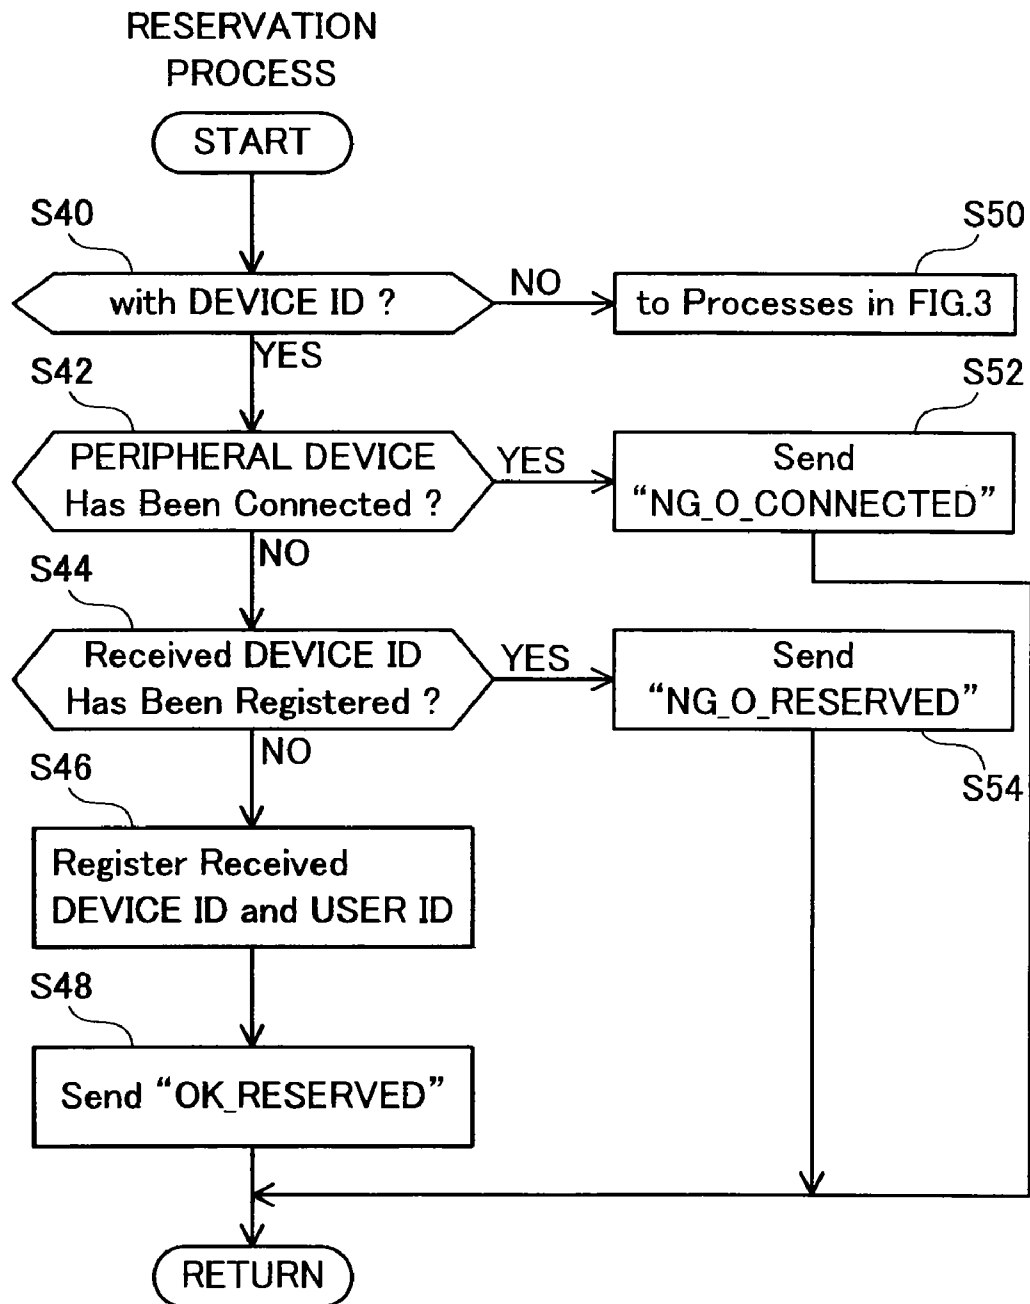 RESERVATION
PROCESS
START
S40
with DEVICE ID ?
NO
S50
to Processes in FIG.3
YES
S42
PERIPHERAL DEVICE
Has Been Connected ?
YES
S52
Send
“NG_O_CONNECTED”
NO
S44
Received DEVICE ID
Has Been Registered ?
YES
Send
“NG_O_RESERVED”
S54
NO
S46
Register Received
DEVICE ID and USER ID
S48
Send “OK_RESERVED”
RETURN